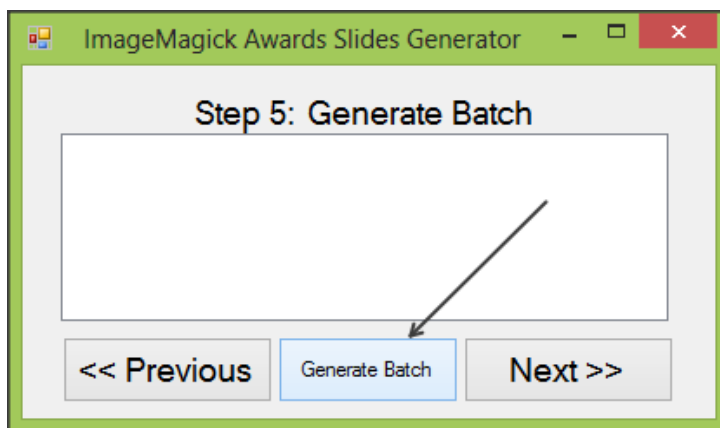 ImageMagick Awards Slides Generator
Step 5: Generate Batch
<< Previous
Generate Batch
Next >>